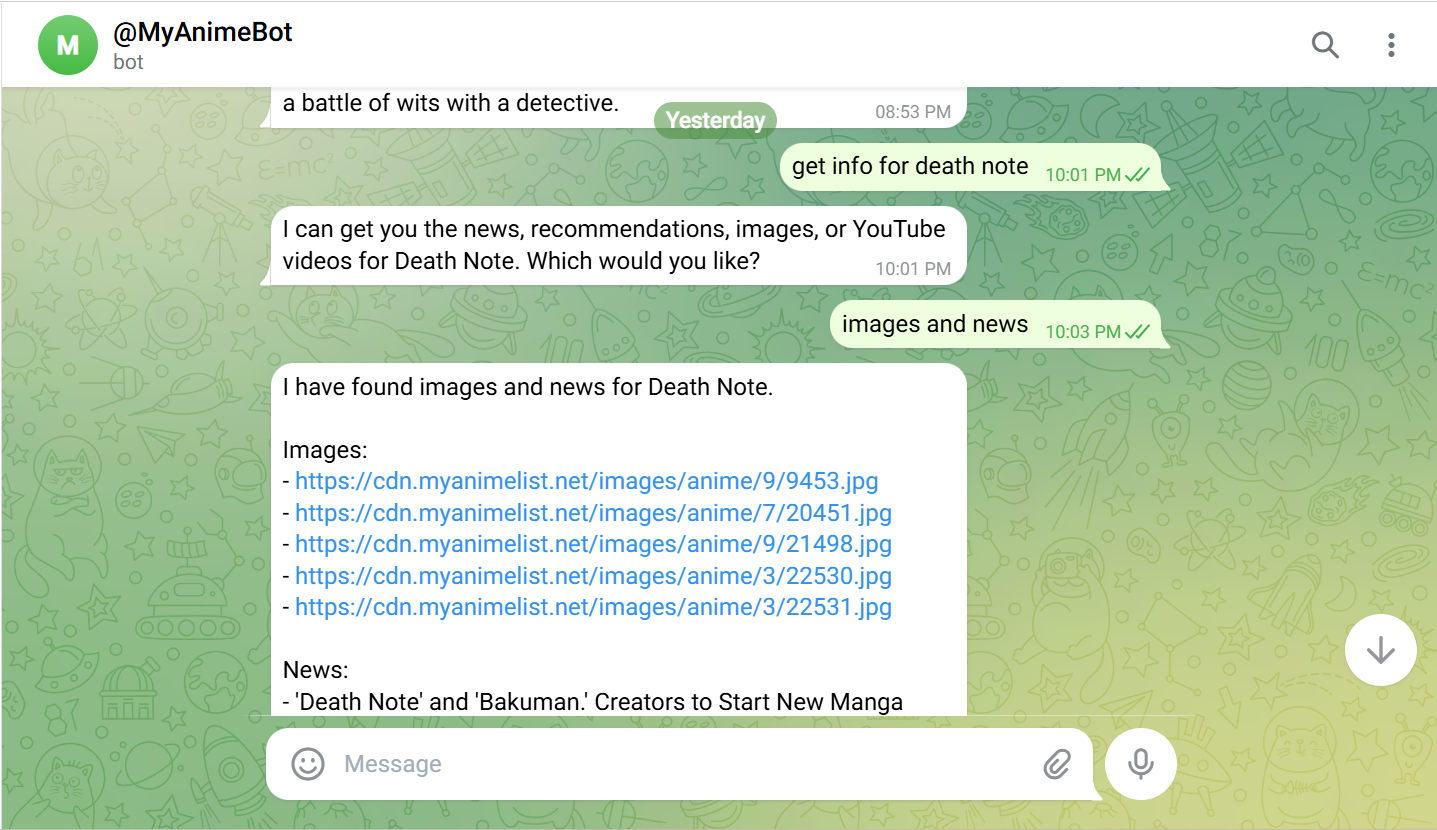 M
@MyAnimeBot
bot
a battle of wits with a detective.
08:53 PM
Yesterday
get info for death note 10:01 PM
I can get you the news, recommendations, images, or YouTube
videos for Death Note. Which would you like? 10:01 PM
images and news 10:03 PM
I have found images and news for Death Note.
Images:
- https://cdn.myanimelist.net/images/anime/9/9453.jpg
- https://cdn.myanimelist.net/images/anime/7/20451.jpg
- https://cdn.myanimelist.net/images/anime/9/21498.jpg
- https://cdn.myanimelist.net/images/anime/3/22530.jpg
- https://cdn.myanimelist.net/images/anime/3/22531.jpg
News:
- 'Death Note' and 'Bakuman.' Creators to Start New Manga
Message